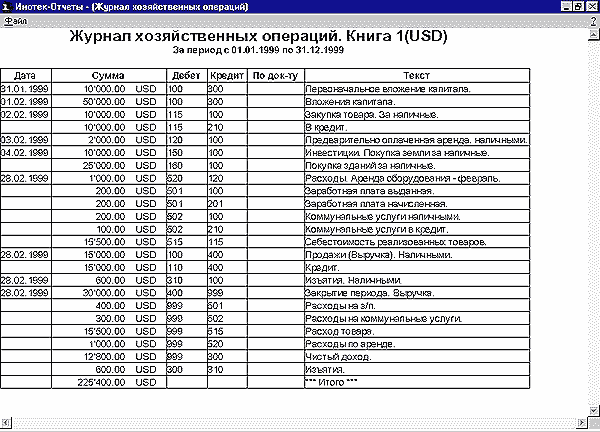 Инотек-Отчеты - (Журнал хозяйственных операций)
Файл ?
Журнал хозяйственных операций. Книга 1(USD)
За период с 01.01.1999 по 31.12.1999
Дата Сумма Дебет Кредит По док-ту Текст
31.01.1999 10'000.00 USD 100 300 Первоначальное вложение капитала.
01.02.1999 50'000.00 USD 100 300 Вложения капитала.
02.02.1999 10'000.00 USD 115 100 Закупка товара. За наличные.
10'000.00 USD 115 210 В кредит.
03.02.1999 2'000.00 USD 120 100 Предварительно оплаченная аренда. наличными.
04.02.1999 10'000.00 USD 150 100 Инвестиции. Покупка земли за наличные.
25'000.00 USD 160 100 Покупка зданий за наличные.
28.02.1999 1'000.00 USD 520 120 Расходы. Аренда оборудования - февраль.
200.00 USD 501 100 Заработная плата выданная.
200.00 USD 501 201 Заработная плата начисленная.
200.00 USD 502 100 Коммунальные услуги наличными.
100.00 USD 502 210 Коммунальные услуги в кредит.
15'500.00 USD 515 115 Себестоимость реализованных товаров.
28.02.1999 15'000.00 USD 100 400 Продажи (Выручка). Наличными.
15'000.00 USD 110 400 Кредит.
28.02.1999 600.00 USD 310 100 Изъятия. Наличными.
28.02.1999 30'000.00 USD 400 999 Закрытие периода. Выручка.
400.00 USD 999 501 Расходы на з/п.
300.00 USD 999 502 Расходы на коммунальные услуги.
15'500.00 USD 999 515 Расход товара.
1'000.00 USD 999 520 Расходы по аренде.
12'800.00 USD 999 300 Чистый доход.
600.00 USD 300 310 Изъятия.
225'400.00 USD *** Итого ***